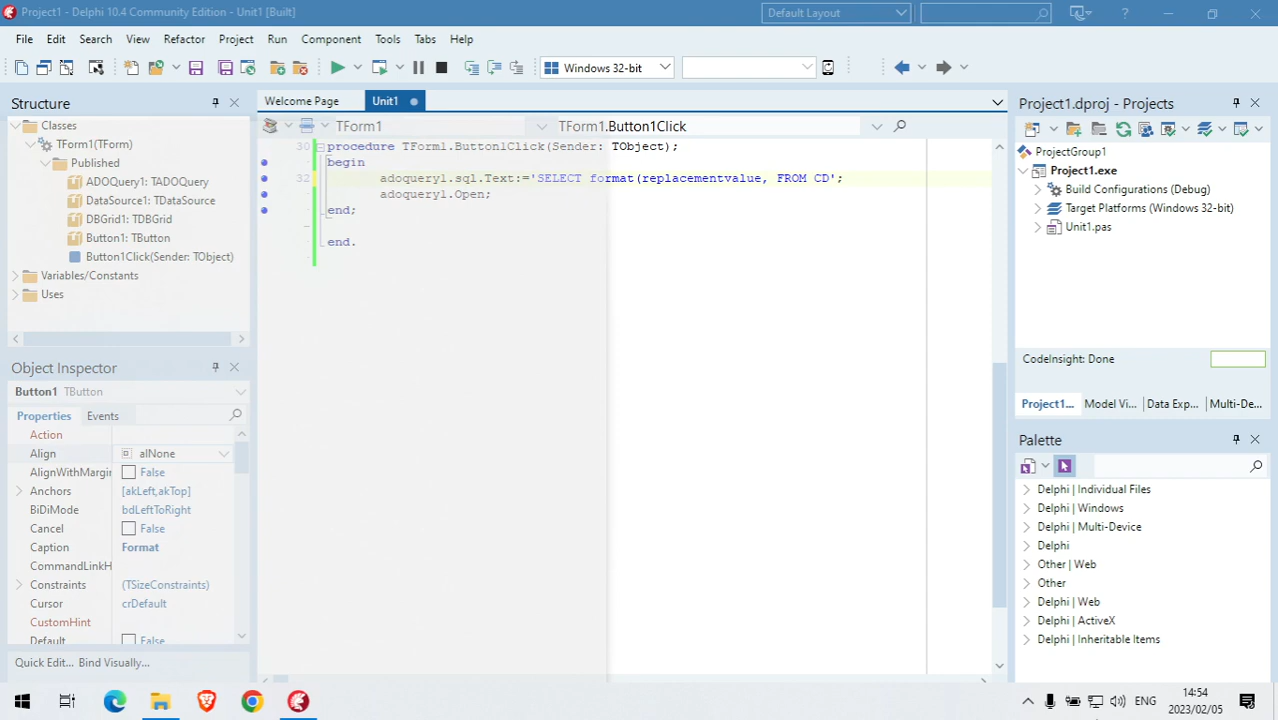 Project1 - Delphi 10.4 Community Edition - Unit1 [Built]
Default Layout
?
File Edit Search View Refactor Project Run Component Tools Tabs Help
Windows 32-bit
Structure
Classes
TForm1(TForm)
Published
ADOQuery1: TADOQuery
DataSource1: TDataSource
DBGrid1: TDBGrid
Button1: TButton
Button1Click(Sender: TObject)
Variables/Constants
Uses
Object Inspector
Button1 TButton
Properties Events
Action
Align alNone
AlignWithMargin False
Anchors [akLeft,akTop]
BiDiMode bdLeftToRight
Cancel False
Caption Format
CommandLinkH
Constraints (TSizeConstraints)
Cursor crDefault
CustomHint
Default False
Quick Edit... Bind Visually...
Welcome Page Unit1
TForm1 TForm1.Button1Click
30 procedure TForm1.Button1Click(Sender: TObject);
begin
32 adoquery1.sql.Text:='SELECT format(replacementvalue, FROM CD';
adoquery1.Open;
end;
end.
Project1.dproj - Projects
ProjectGroup1
Project1.exe
Build Configurations (Debug)
Target Platforms (Windows 32-bit)
Unit1.pas
CodeInsight: Done
Project1... Model Vi... Data Exp... Multi-De...
Palette
Delphi | Individual Files
Delphi | Windows
Delphi | Multi-Device
Delphi
Other | Web
Other
Delphi | Web
Delphi | ActiveX
Delphi | Inheritable Items
ENG
14:54
2023/02/05